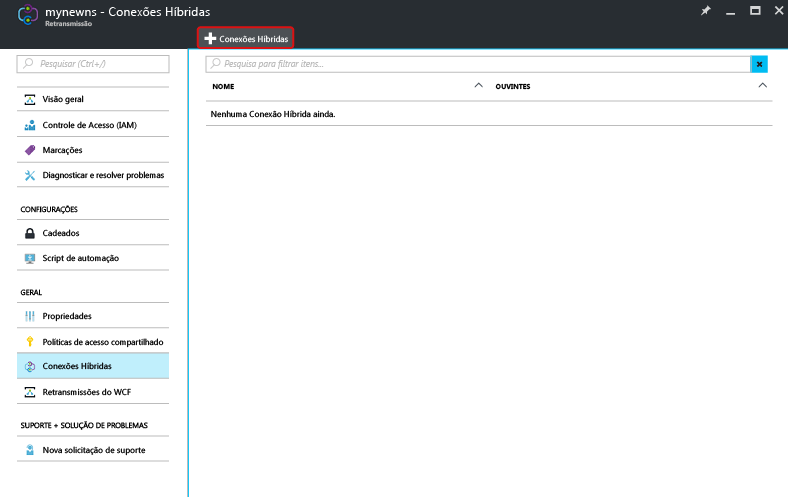 mynewns - Conexões Híbridas
Retransmissão
Conexões Híbridas
Pesquisar (Ctrl+/)
Visão geral
Controle de Acesso (IAM)
Marcações
Diagnosticar e resolver problemas
CONFIGURAÇÕES
Cadeados
Script de automação
GERAL
Propriedades
Políticas de acesso compartilhado
Conexões Híbridas
Retransmissões do WCF
SUPORTE + SOLUÇÃO DE PROBLEMAS
Nova solicitação de suporte
Pesquisa para filtrar itens...
NOME OUVINTES
Nenhuma Conexão Híbrida ainda.